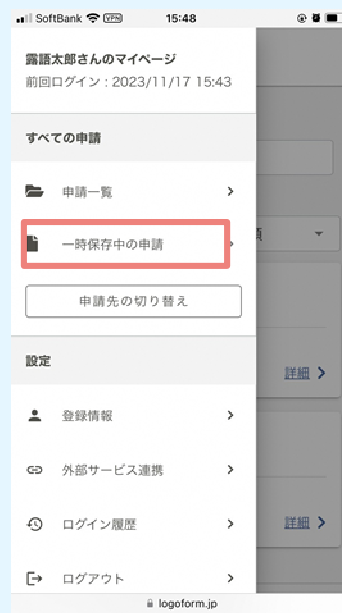 SoftBank VPN 15:48
露語太郎さんのマイページ
前回ログイン : 2023/11/17 15:43
すべての申請
申請一覧
一時保存中の申請
申請先の切り替え
設定
詳細
登録情報
外部サービス連携
ログイン履歴
詳細
ログアウト
logoform.jp